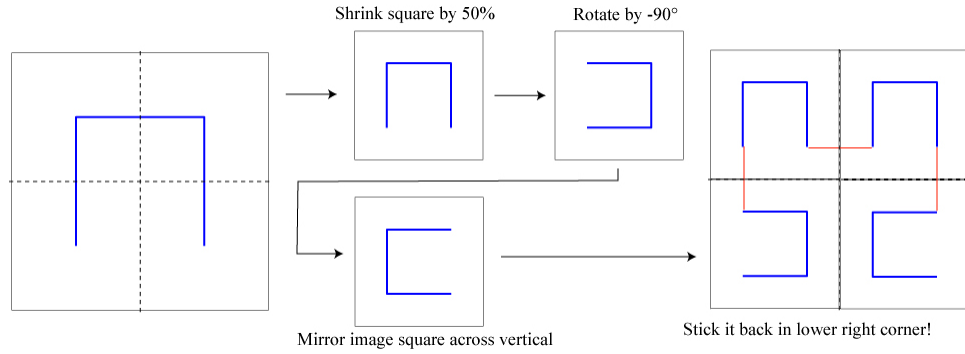 Shrink square by 50%
Rotate by -90°
Mirror image square across vertical
Stick it back in lower right corner!